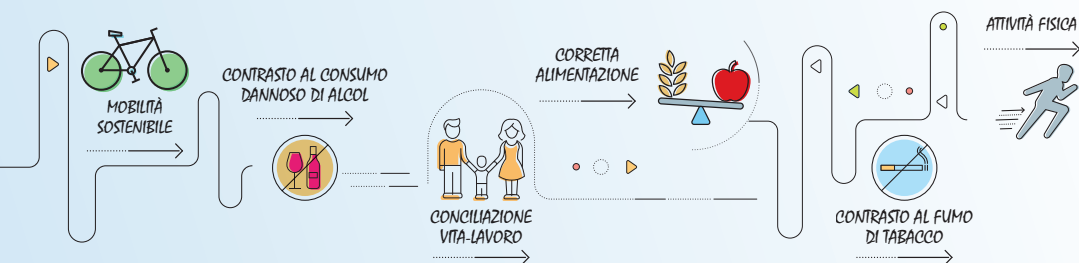 MOBILITÀ
SOSTENIBILE
CONTRASTO AL CONSUMO
DANNOSO DI ALCOL
CONCILIAZIONE
VITA-LAVORO
CORRETTA
ALIMENTAZIONE
CONTRASTO AL FUMO
DI TABACCO
ATTIVITÀ FISICA